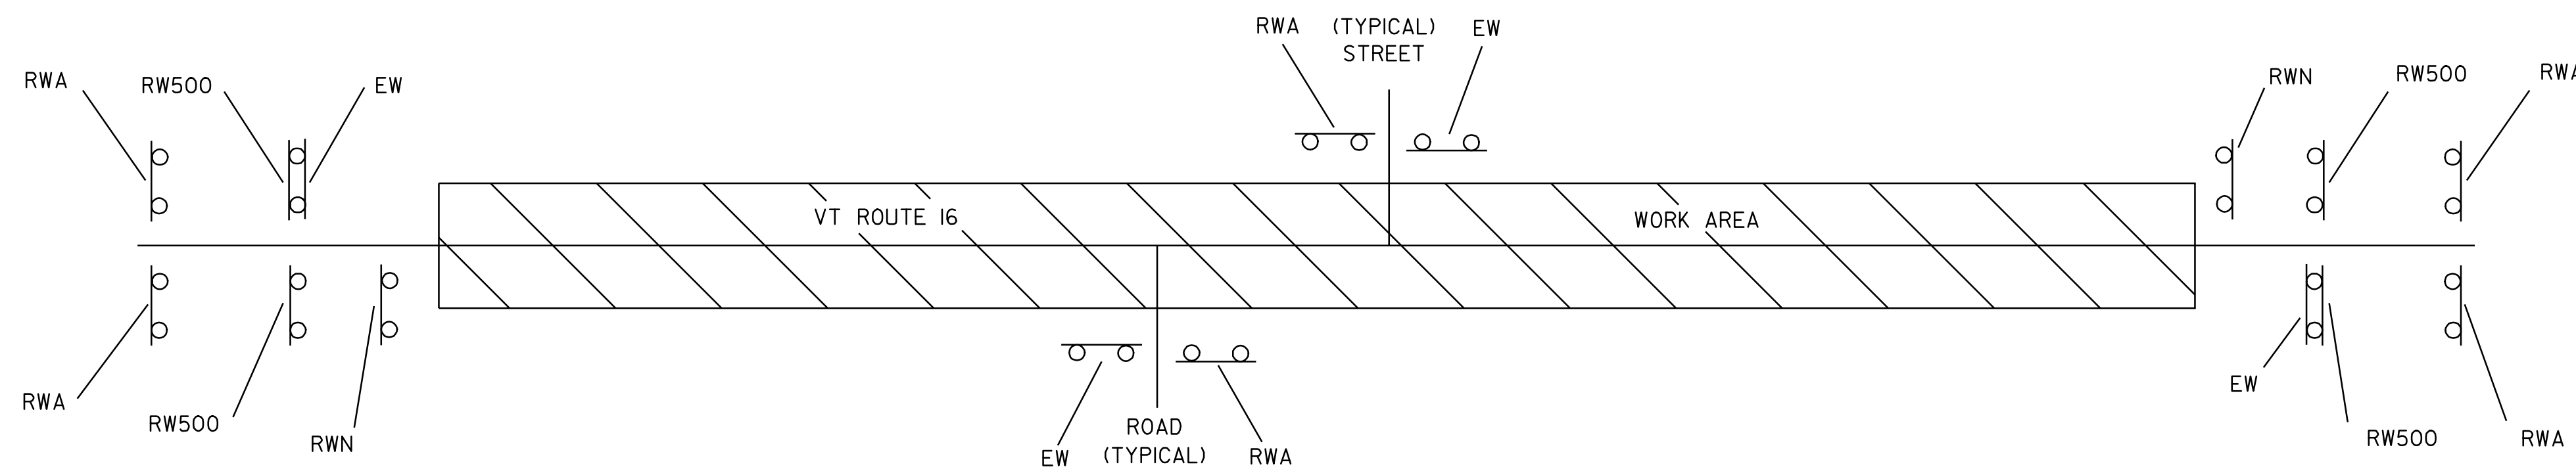 RWA
(TYPICAL)
EW
STREET
RWA
RW500
EW
RWN
RW500
RWA
VT ROUTE 16
WORK AREA
RWA
RW500
RWN
EW
ROAD
(TYPICAL)
RWA
EW
RW500
RWA